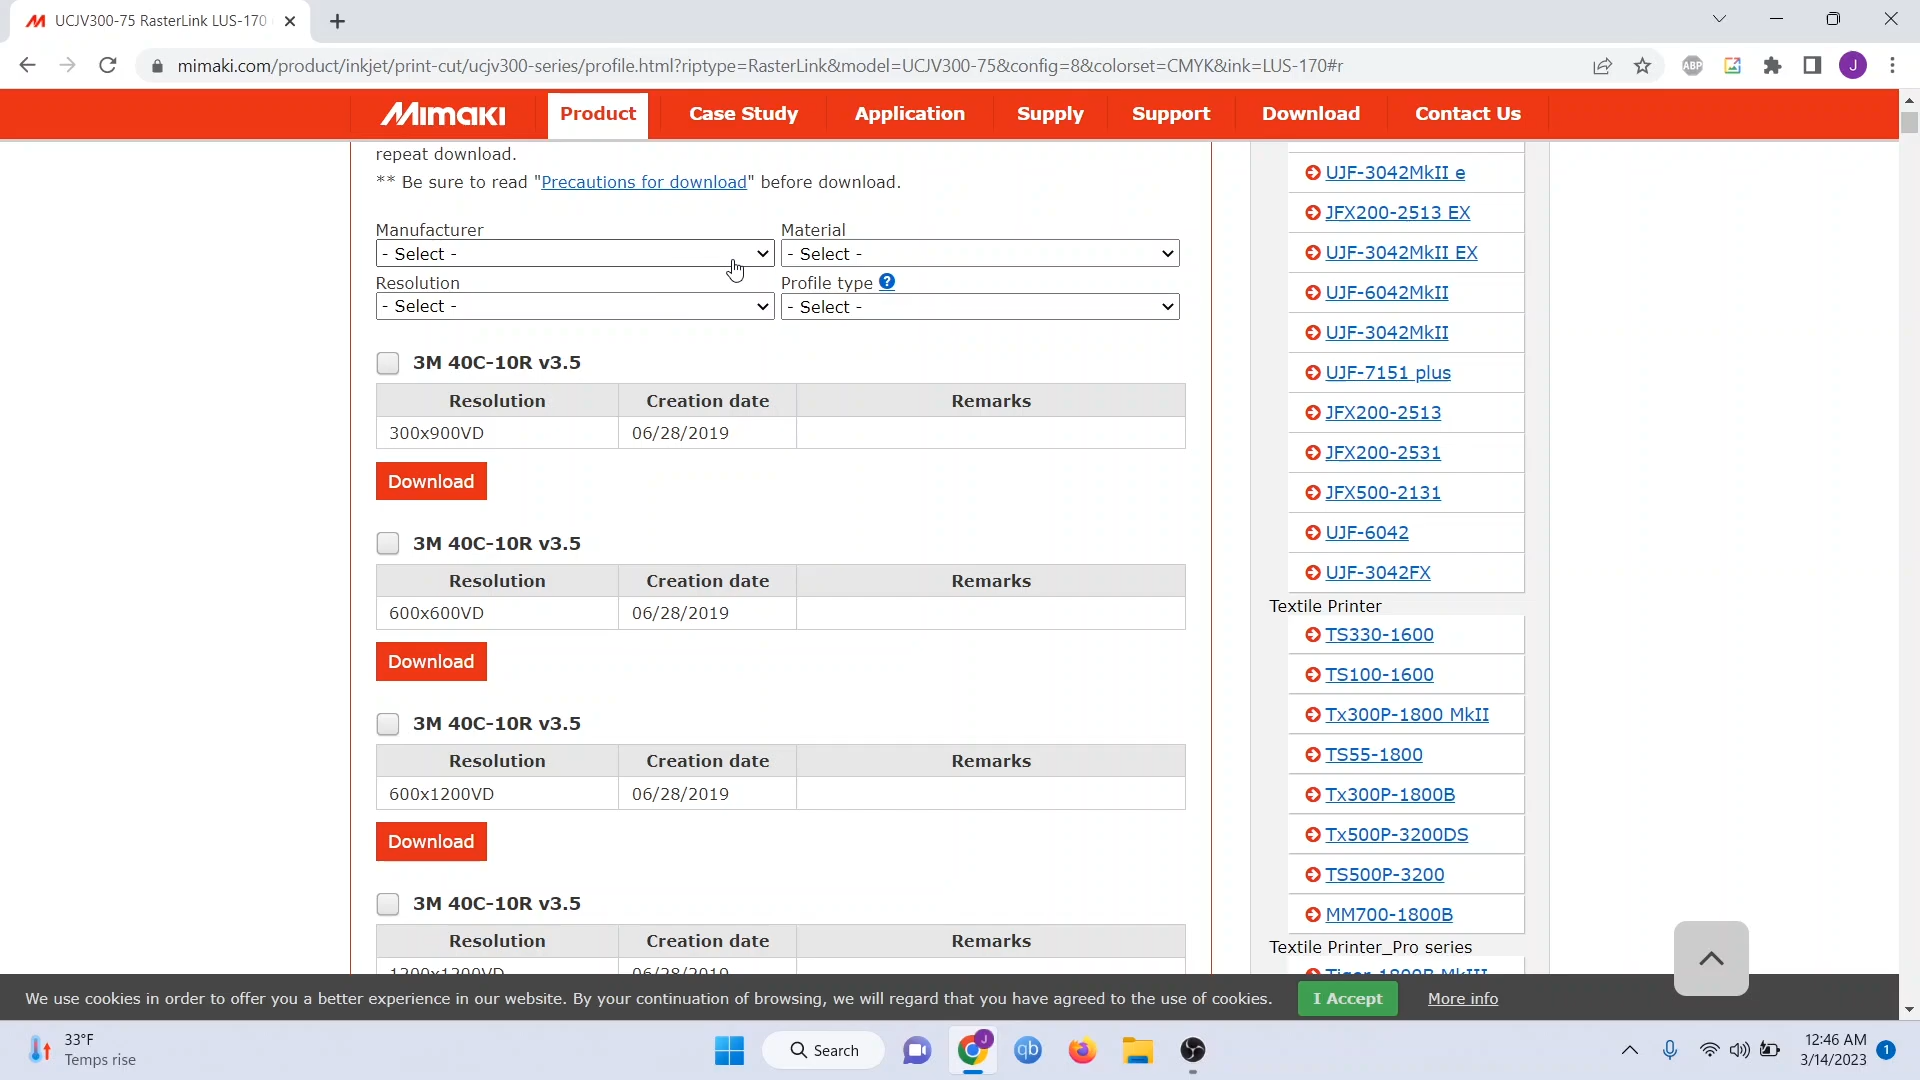 UCJV300-75 RasterLink LUS-170
mimaki.com/product/inkjet/print-cut/ucjv300-series/profile.html?riptype=RasterLink&model=UCJV300-75&config=8&colorset=CMYK&ink=LUS-170#r
ABP
J
Mimaki
Product
Case Study
Application
Supply
Support
Download
Contact Us
repeat download.
** Be sure to read "Precautions for download" before download.
Manufacturer Material
- Select - - Select -
Resolution Profile type ?
- Select - - Select -
3M 40C-10R v3.5
Resolution Creation date Remarks
300x900VD 06/28/2019
Download
3M 40C-10R v3.5
Resolution Creation date Remarks
600x600VD 06/28/2019
Download
3M 40C-10R v3.5
Resolution Creation date Remarks
600x1200VD 06/28/2019
Download
3M 40C-10R v3.5
Resolution Creation date Remarks
1200x1200VD 06/28/2019
UJF-3042MkII e
JFX200-2513 EX
UJF-3042MkII EX
UJF-6042MkII
UJF-3042MkII
UJF-7151 plus
JFX200-2513
JFX200-2531
JFX500-2131
UJF-6042
UJF-3042FX
Textile Printer
TS330-1600
TS100-1600
Tx300P-1800 MkII
TS55-1800
Tx300P-1800B
Tx500P-3200DS
TS500P-3200
MM700-1800B
Textile Printer_Pro series
Tiger-1800B MkIII
We use cookies in order to offer you a better experience in our website. By your continuation of browsing, we will regard that you have agreed to the use of cookies. I Accept More info
33°F
Temps rise
Search
J
qb
12:46 AM
3/14/2023
1